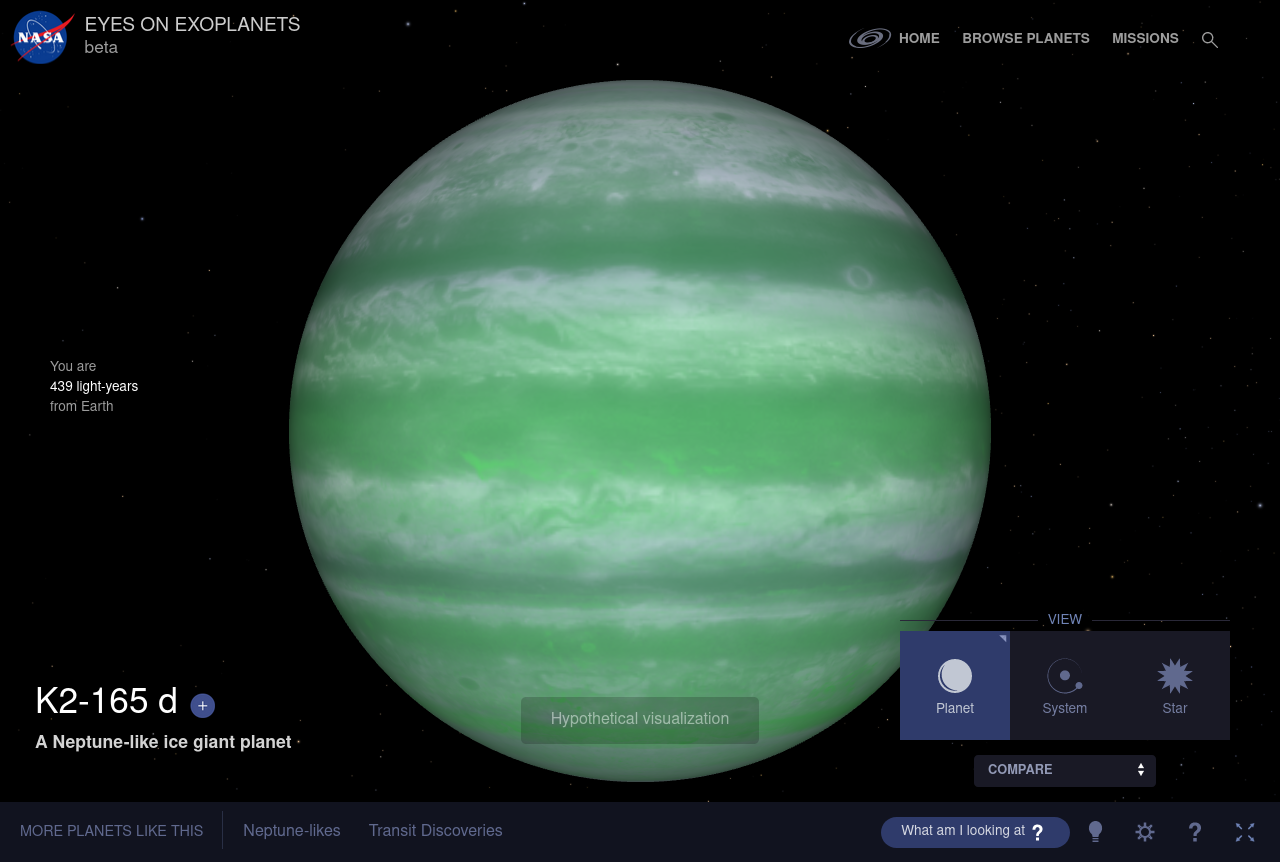 NASA
EYES ON EXOPLANETS
beta
HOME
BROWSE PLANETS
MISSIONS
You are
439 light-years
from Earth
VIEW
Planet
System
Star
K2-165 d +
A Neptune-like ice giant planet
Hypothetical visualization
COMPARE
MORE PLANETS LIKE THIS
Neptune-likes
Transit Discoveries
What am I looking at ?
?